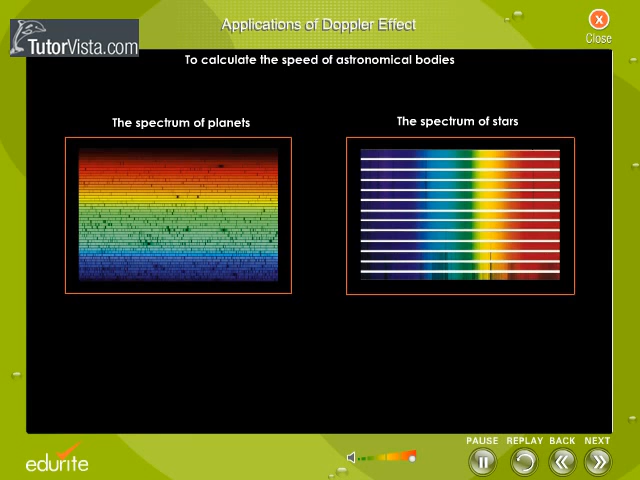 Applications of Doppler Effect
Close
TutorVista.com
To calculate the speed of astronomical bodies
The spectrum of planets
The spectrum of stars
PAUSE REPLAY BACK NEXT
edurite